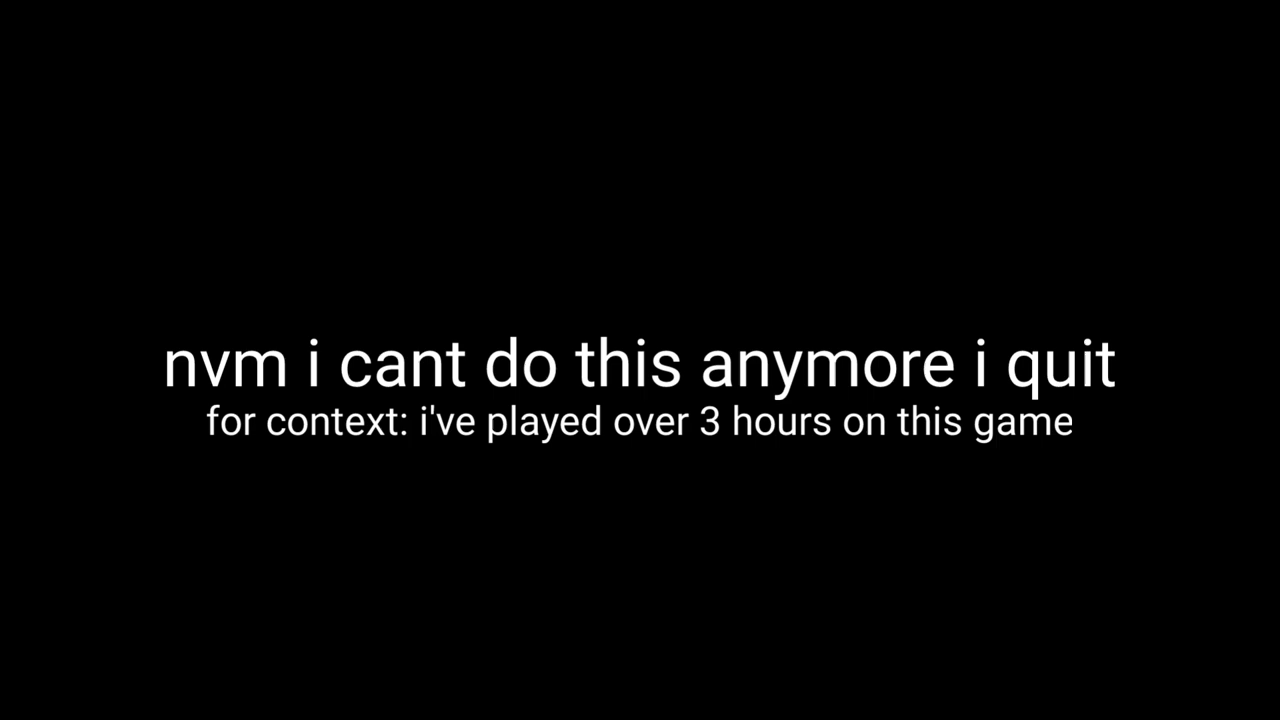 nvm i cant do this anymore i quit
for context: i've played over 3 hours on this game